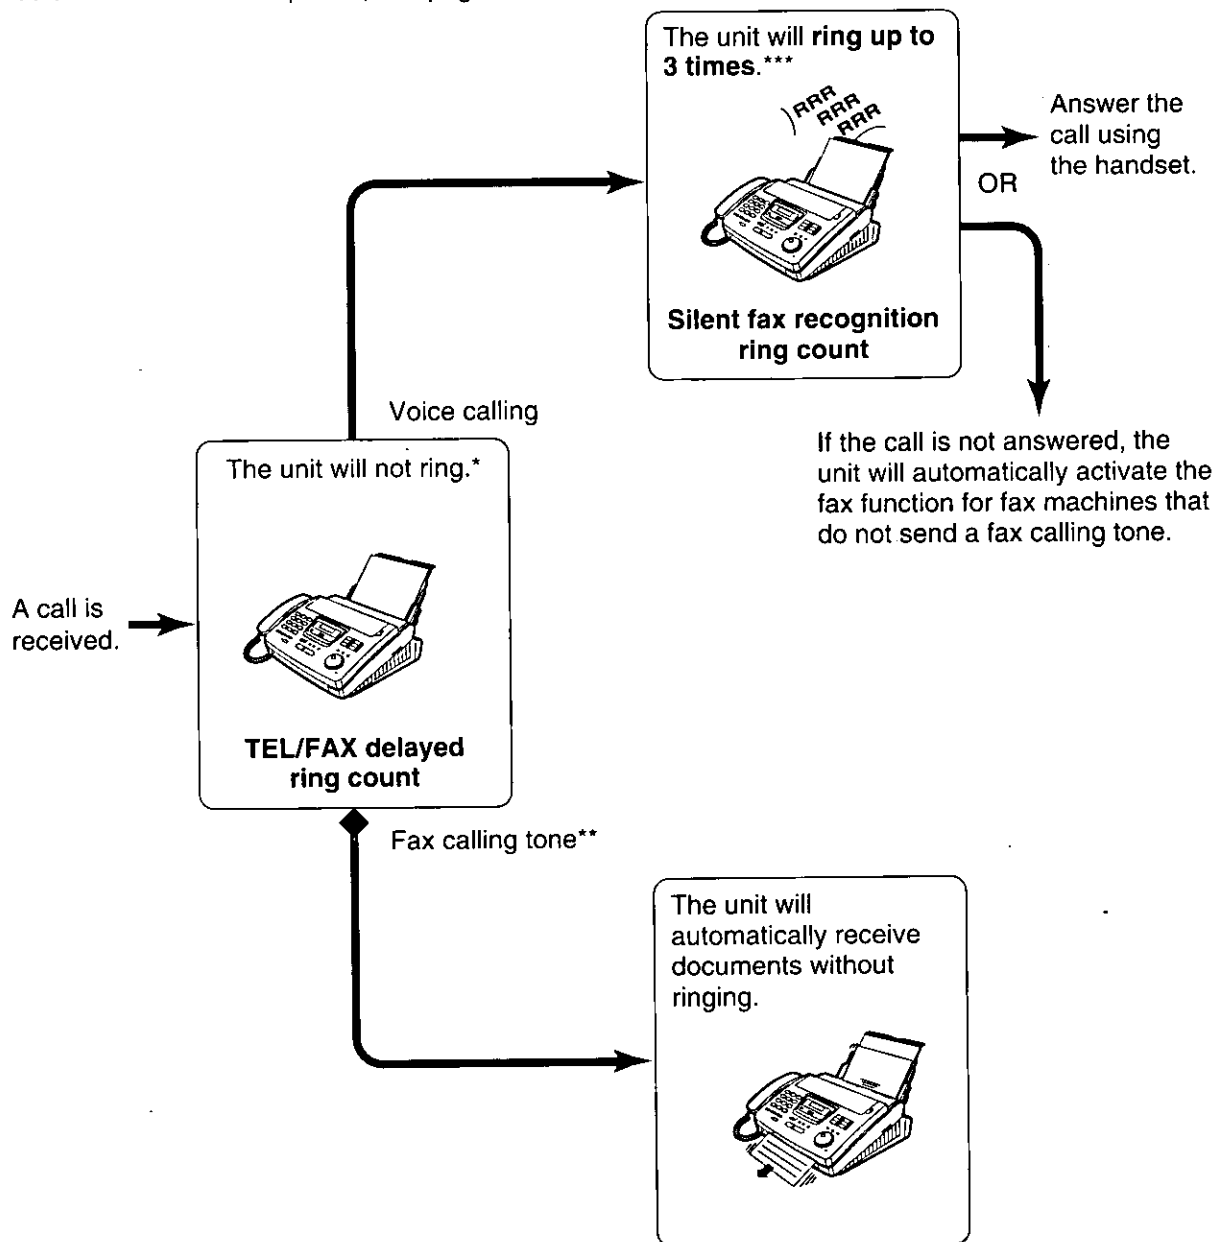 The unit will ring up to
3 times.***
RRR
RRR
RRR
Answer the
call using
the handset.
OR
Silent fax recognition
ring count
Voice calling
If the call is not answered, the
unit will automatically activate the
fax function for fax machines that
do not send a fax calling tone.
The unit will not ring.*
A call is
received.
TEL/FAX delayed
ring count
Fax calling tone**
The unit will
automatically receive
documents without
ringing.